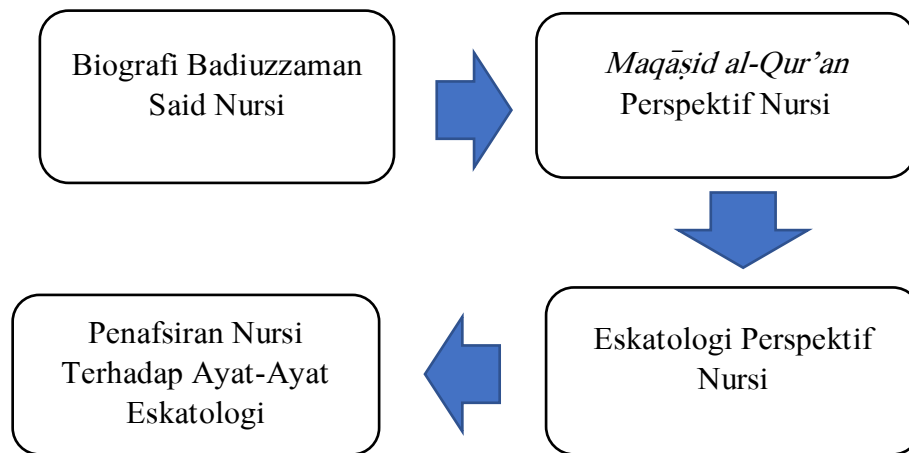 Biografi Badiuzzaman
Said Nursi
Maqāṣid al-Qur’an
Perspektif Nursi
Eskatologi Perspektif
Nursi
Penafsiran Nursi
Terhadap Ayat-Ayat
Eskatologi